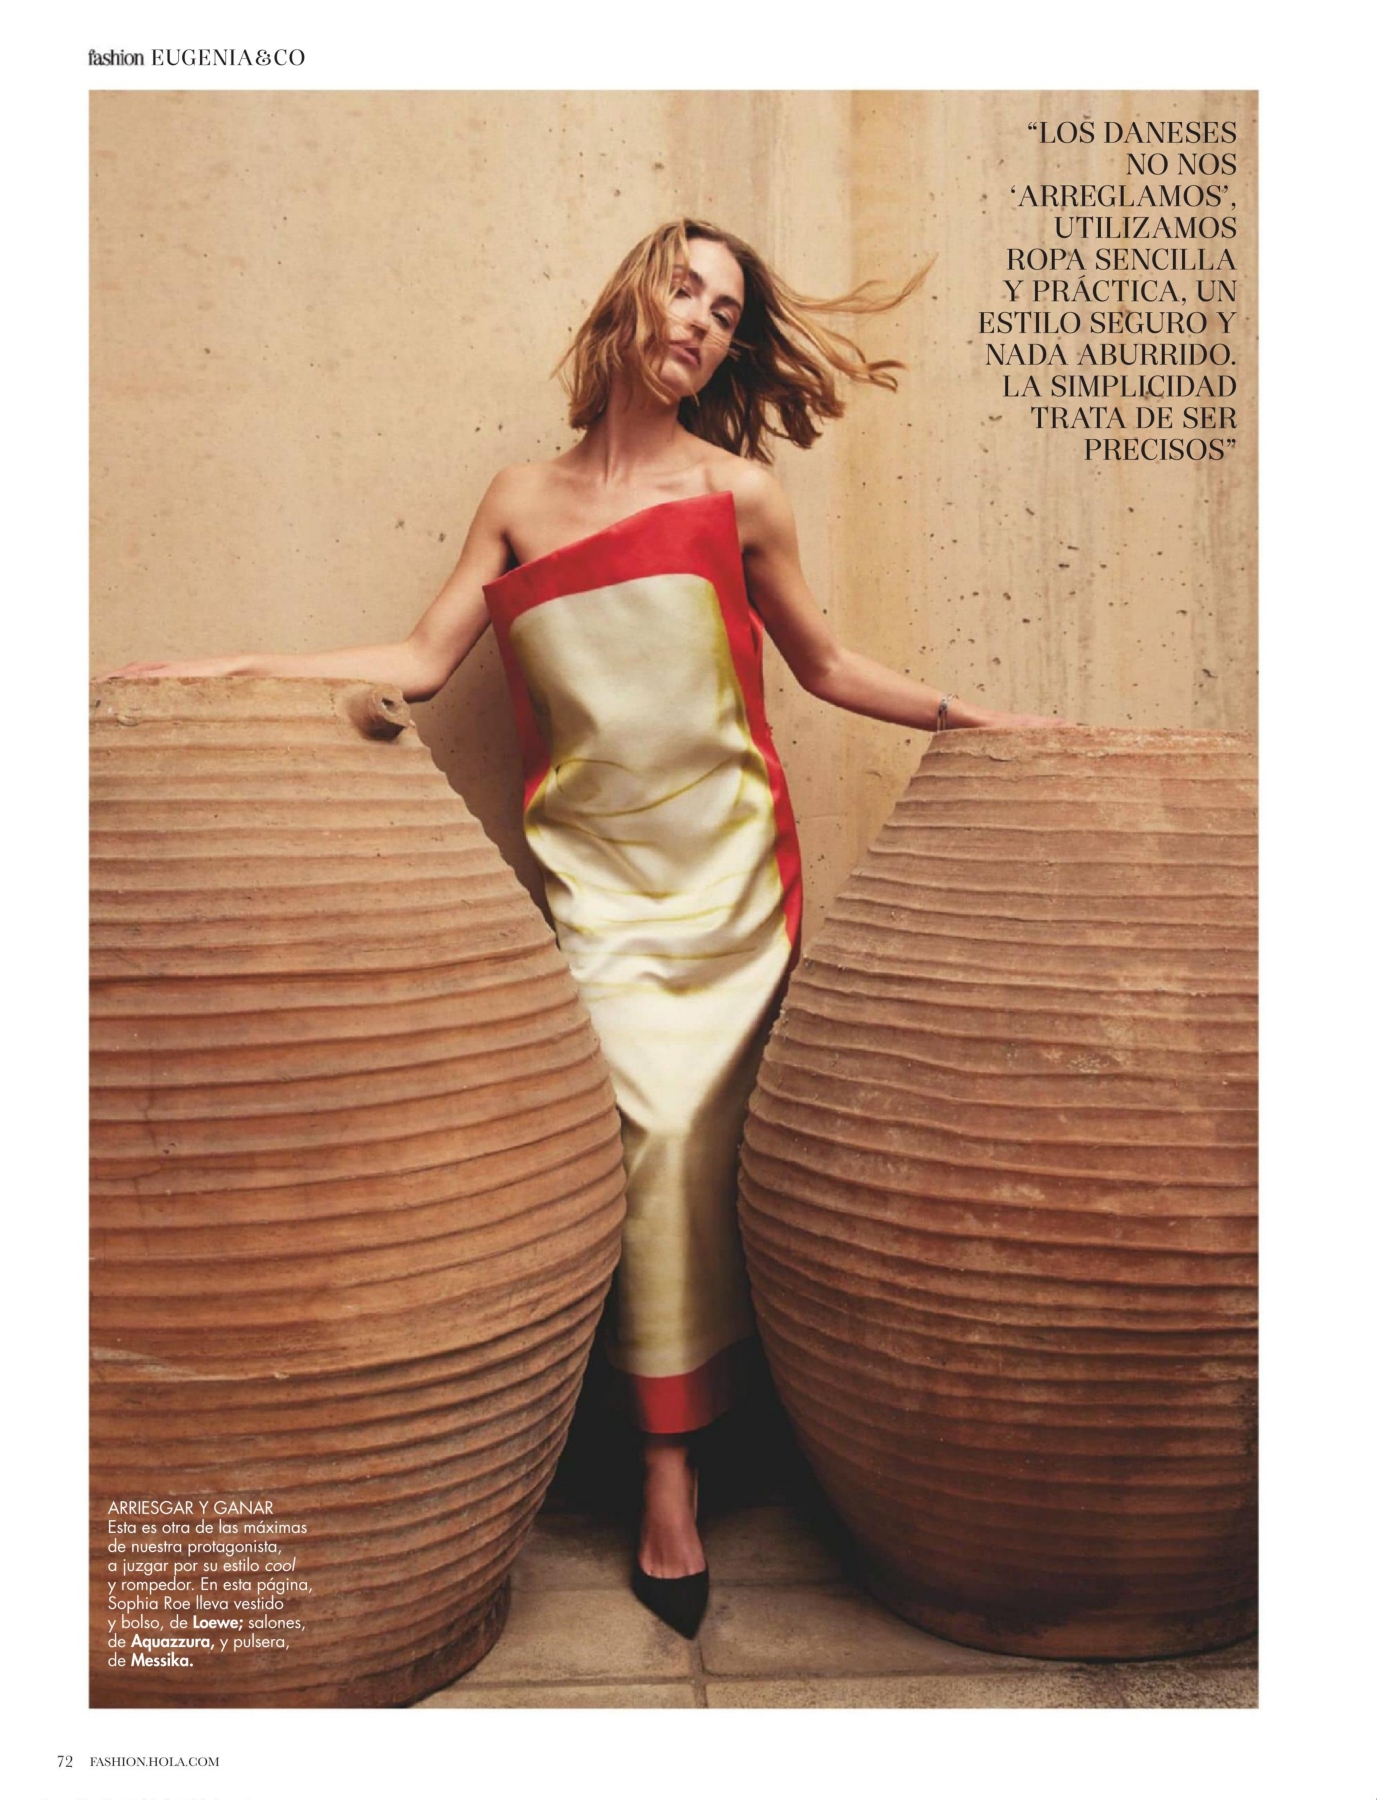 fashion EUGENIA&CO
“LOS DANESES
NO NOS
‘ARREGLAMOS’,
UTILIZAMOS
ROPA SENCILLA
Y PRÁCTICA, UN
ESTILO SEGURO Y
NADA ABURRIDO.
LA SIMPLICIDAD
TRATA DE SER
PRECISOS”
ARRIESGAR Y GANAR
Esta es otra de las máximas
de nuestra protagonista,
a juzgar por su estilo cool
y rompedor. En esta página,
Sophia Roe lleva vestido
y bolso, de Loewe; salones,
de Aquazzura, y pulsera,
de Messika.
72 FASHION.HOLA.COM